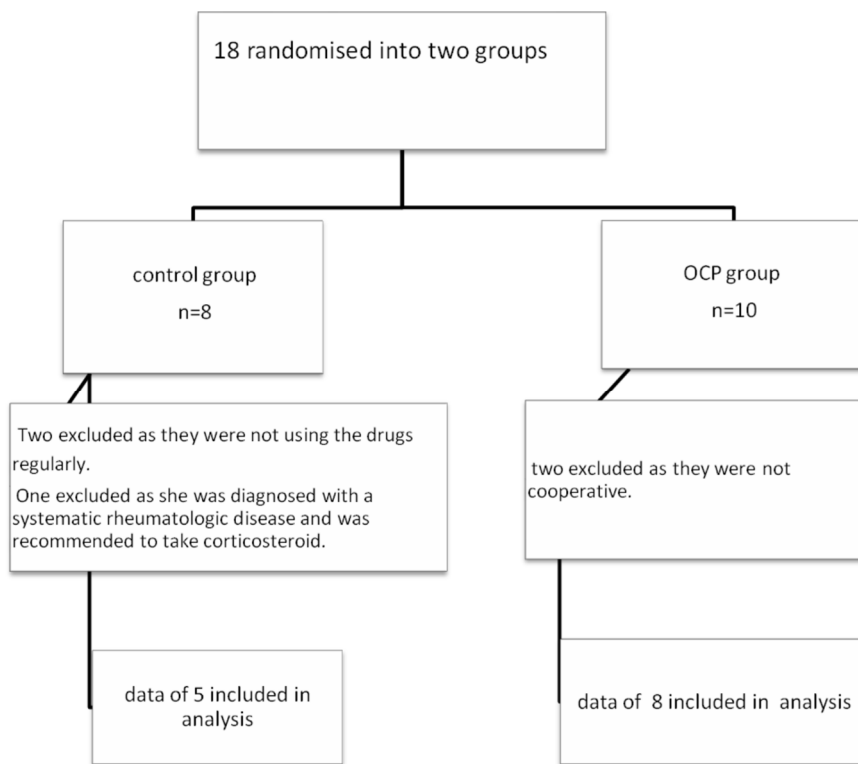 18 randomised into two groups
control group
n=8
OCP group
n=10
Two excluded as they were not using the drugs
regularly.
One excluded as she was diagnosed with a
systematic rheumatologic disease and was
recommended to take corticosteroid.
two excluded as they were not
cooperative.
data of 5 included in
analysis
data of 8 included in analysis